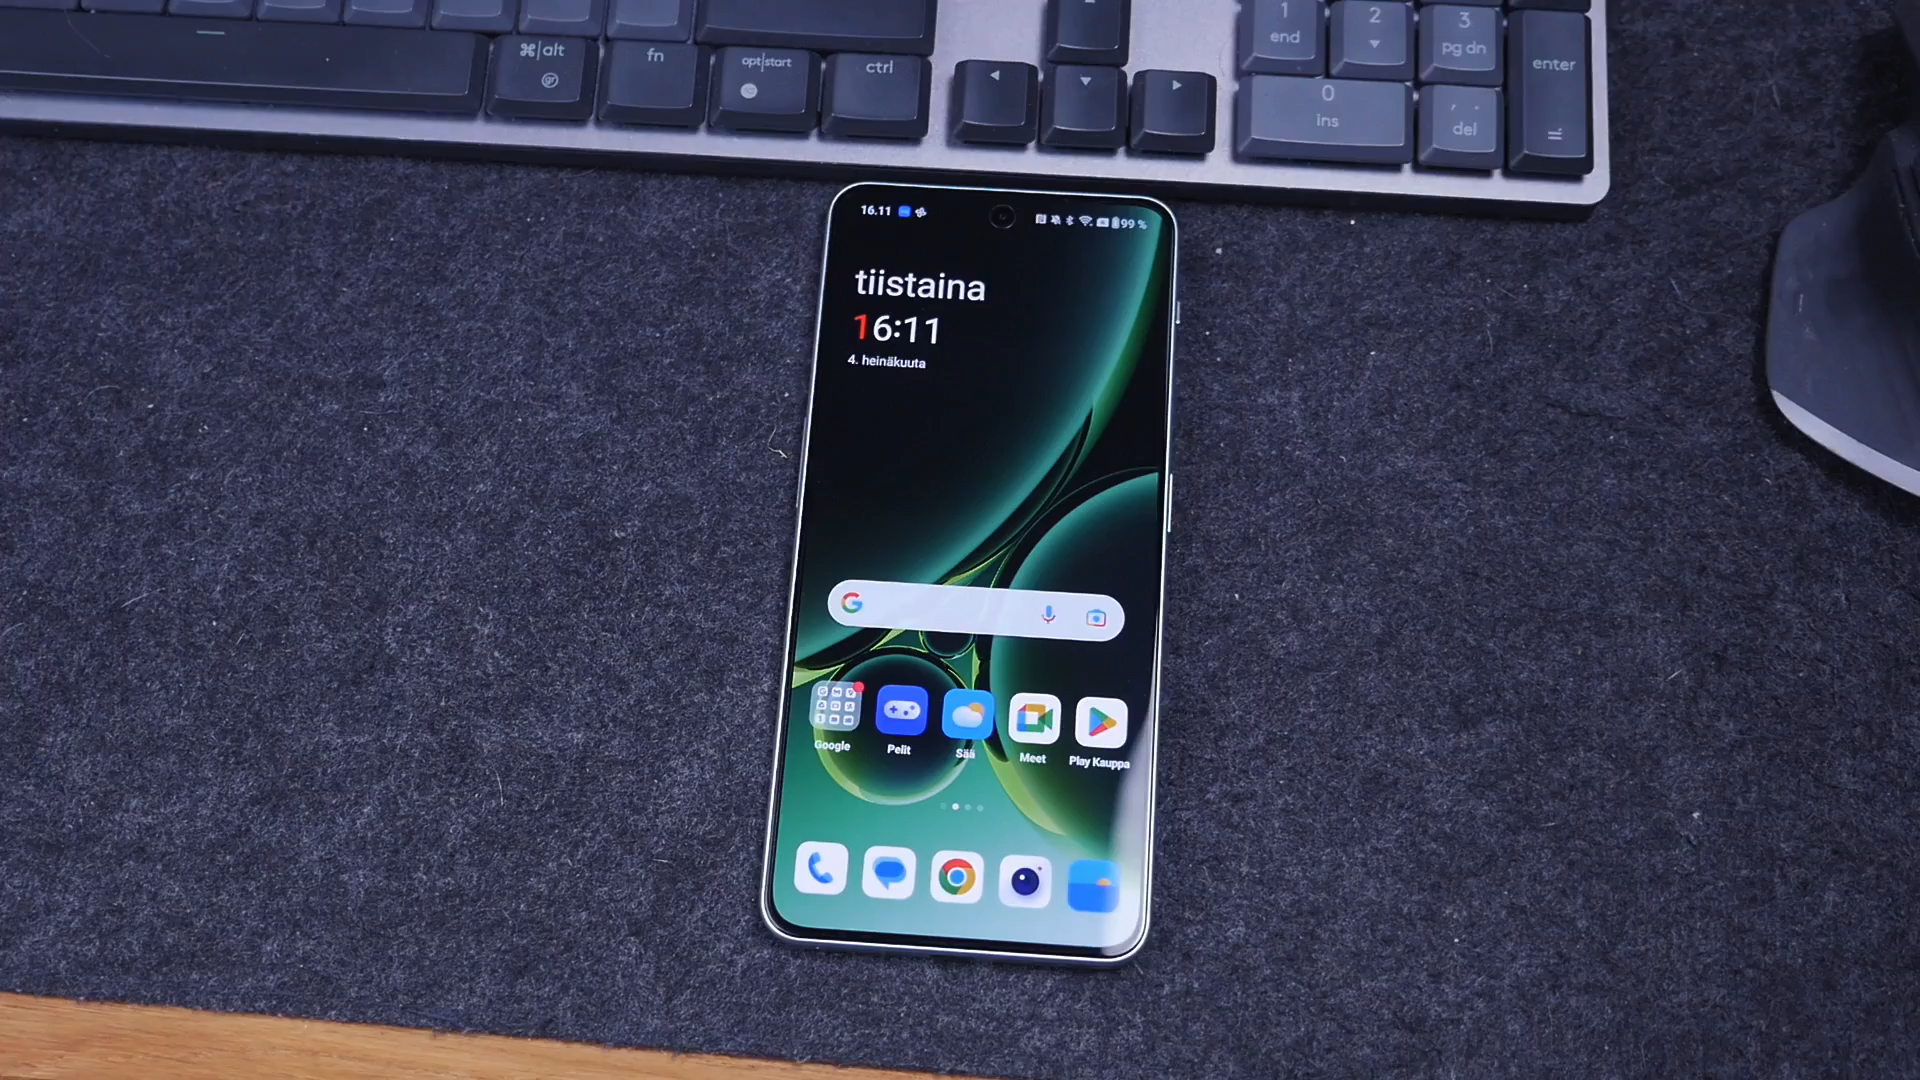 ⌘|alt
gr
fn
opt|start
ctrl
1
end
2
3
pg dn
enter
0
ins
, .
del
16.11
99 %
tiistaina
16:11
4. heinäkuuta
G
Google
Pelit
Sää
Meet
Play Kauppa